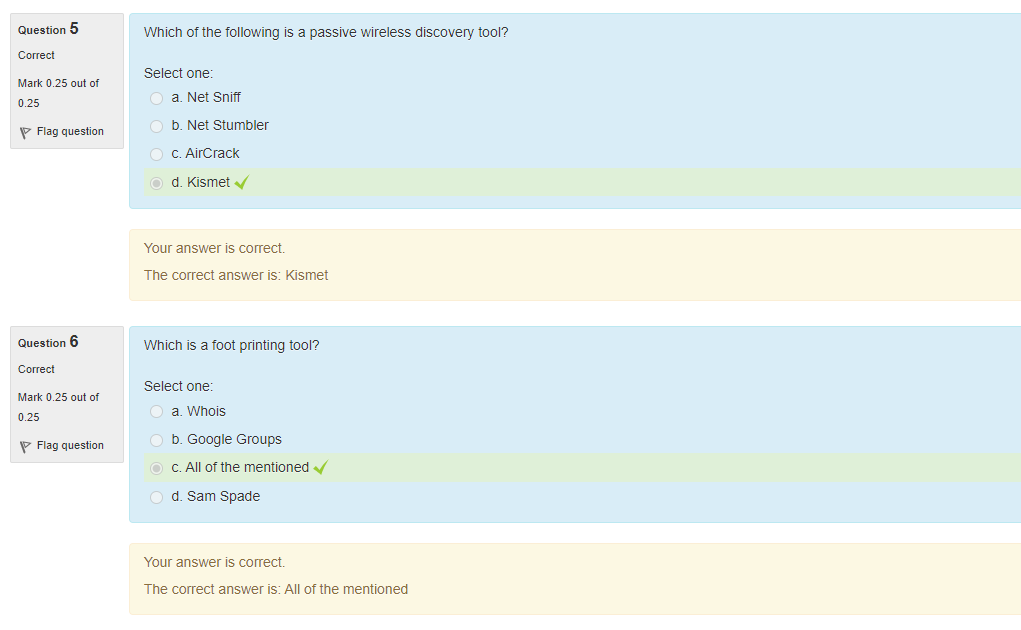 Question 5
Correct
Mark 0.25 out of
0.25
Flag question
Which of the following is a passive wireless discovery tool?
Select one:
a. Net Sniff
b. Net Stumbler
c. AirCrack
d. Kismet
Your answer is correct.
The correct answer is: Kismet
Question 6
Correct
Mark 0.25 out of
0.25
Flag question
Which is a foot printing tool?
Select one:
a. Whois
b. Google Groups
c. All of the mentioned
d. Sam Spade
Your answer is correct.
The correct answer is: All of the mentioned